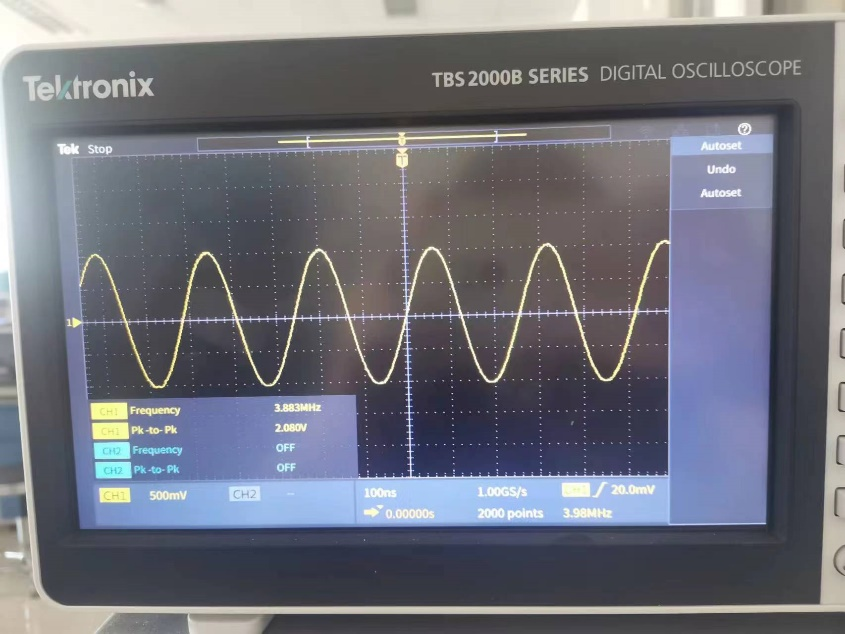 Tektronix
TBS 2000B SERIES DIGITAL OSCILLOSCOPE
Tek Stop
T
Autoset
Undo
Autoset
1
CH1 Frequency 3.883MHz
CH1 Pk-to-Pk 2.080V
CH2 Frequency OFF
CH2 Pk-to-Pk OFF
CH1 500mV CH2 -- 100ns 1.00GS/s 20.0mV
0.00000s 2000 points 3.98MHz